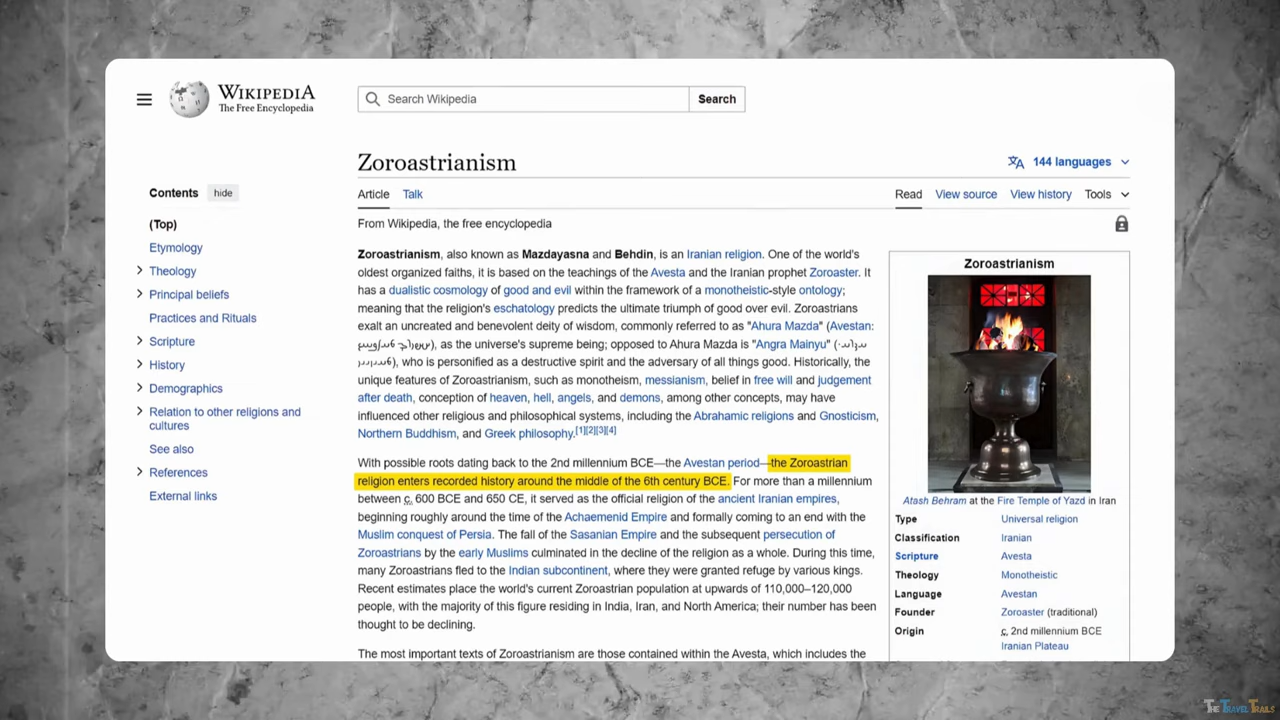 WIKIPEDIA
The Free Encyclopedia
Search Wikipedia
Search
Zoroastrianism
144 languages
Contents hide
Article Talk
Read View source View history Tools
(Top)
Etymology
Theology
Principal beliefs
Practices and Rituals
Scripture
History
Demographics
Relation to other religions and
cultures
See also
References
External links
From Wikipedia, the free encyclopedia
Zoroastrianism, also known as Mazdayasna and Behdin, is an Iranian religion. One of the world's
oldest organized faiths, it is based on the teachings of the Avesta and the Iranian prophet Zoroaster. It
has a dualistic cosmology of good and evil within the framework of a monotheistic-style ontology;
meaning that the religion's eschatology predicts the ultimate triumph of good over evil. Zoroastrians
exalt an uncreated and benevolent deity of wisdom, commonly referred to as "Ahura Mazda" (Avestan:
), as the universe's supreme being; opposed to Ahura Mazda is "Angra Mainyu" (
), who is personified as a destructive spirit and the adversary of all things good. Historically, the
unique features of Zoroastrianism, such as monotheism, messianism, belief in free will and judgement
after death, conception of heaven, hell, angels, and demons, among other concepts, may have
influenced other religious and philosophical systems, including the Abrahamic religions and Gnosticism,
Northern Buddhism, and Greek philosophy.[1][2][3][4]
With possible roots dating back to the 2nd millennium BCE—the Avestan period—the Zoroastrian
religion enters recorded history around the middle of the 6th century BCE. For more than a millennium
between c. 600 BCE and 650 CE, it served as the official religion of the ancient Iranian empires,
beginning roughly around the time of the Achaemenid Empire and formally coming to an end with the
Muslim conquest of Persia. The fall of the Sasanian Empire and the subsequent persecution of
Zoroastrians by the early Muslims culminated in the decline of the religion as a whole. During this time,
many Zoroastrians fled to the Indian subcontinent, where they were granted refuge by various kings.
Recent estimates place the world's current Zoroastrian population at upwards of 110,000–120,000
people, with the majority of this figure residing in India, Iran, and North America; their number has been
thought to be declining.
The most important texts of Zoroastrianism are those contained within the Avesta, which includes the
Zoroastrianism
Atash Behram at the Fire Temple of Yazd in Iran
Type Universal religion
Classification Iranian
Scripture Avesta
Theology Monotheistic
Language Avestan
Founder Zoroaster (traditional)
Origin c. 2nd millennium BCE
Iranian Plateau
THE TRAVEL TRAILS